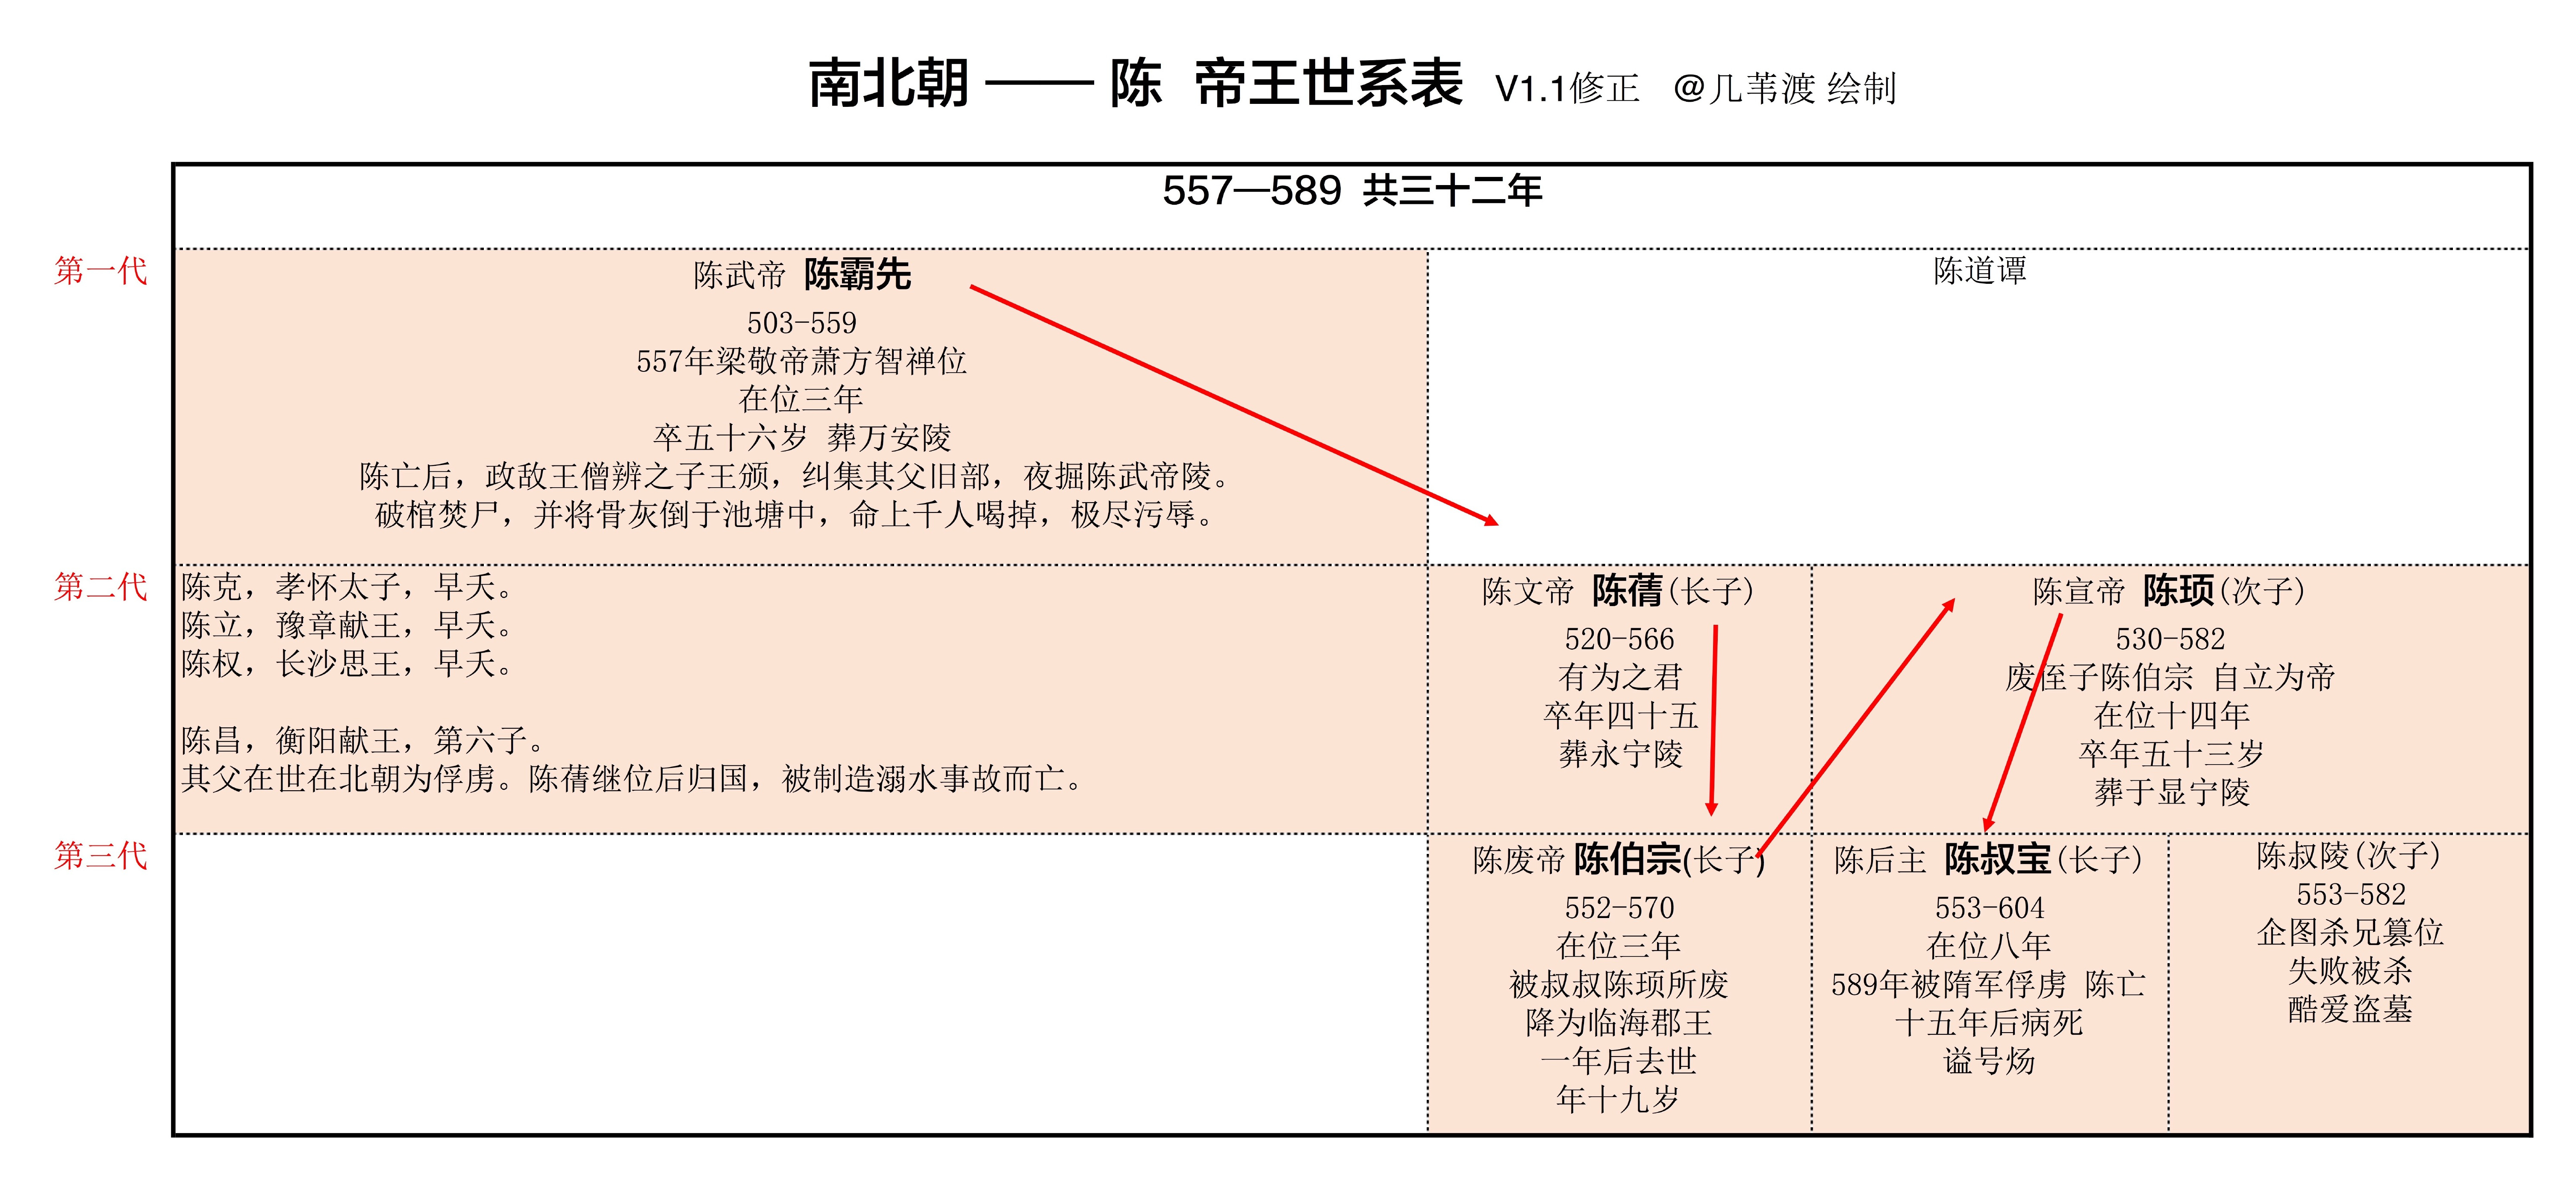 南北朝 —— 陈 帝王世系表 V1.1修正 @几苇渡 绘制
557—589 共三十二年
第一代
陈武帝 陈霸先
503-559
557年梁敬帝萧方智禅位
在位三年
卒五十六岁 葬万安陵
陈亡后，政敌王僧辨之子王颁，纠集其父旧部，夜掘陈武帝陵。
破棺焚尸，并将骨灰倒于池塘中，命上千人喝掉，极尽污辱。
陈道谭
第二代
陈克，孝怀太子，早夭。
陈立，豫章献王，早夭。
陈权，长沙思王，早夭。
陈昌，衡阳献王，第六子。
其父在世在北朝为俘虏。陈蒨继位后归国，被制造溺水事故而亡。
陈文帝 陈蒨(长子)
520-566
有为之君
卒年四十五
葬永宁陵
陈宣帝 陈顼(次子)
530-582
废侄子陈伯宗 自立为帝
在位十四年
卒年五十三岁
葬于显宁陵
第三代
陈废帝 陈伯宗(长子)
552-570
在位三年
被叔叔陈顼所废
降为临海郡王
一年后去世
年十九岁
陈后主 陈叔宝(长子)
553-604
在位八年
589年被隋军俘虏 陈亡
十五年后病死
谥号炀
陈叔陵(次子)
553-582
企图杀兄篡位
失败被杀
酷爱盗墓